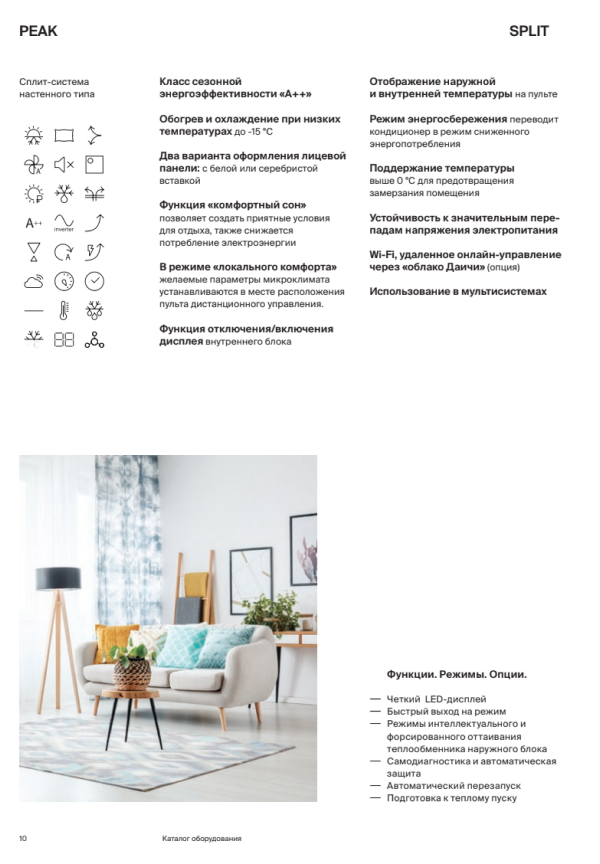 PEAK
SPLIT
Сплит-система
настенного типа
A++
inverter
A
A
Класс сезонной
энергоэффективности «А++»
Обогрев и охлаждение при низких
температурах до -15 °С
Два варианта оформления лицевой
панели: с белой или серебристой
вставкой
Функция «комфортный сон»
позволяет создать приятные условия
для отдыха, также снижается
потребление электроэнергии
В режиме «локального комфорта»
желаемые параметры микроклимата
устанавливаются в месте расположения
пульта дистанционного управления.
Функция отключения/включения
дисплея внутреннего блока
Отображение наружной
и внутренней температуры на пульте
Режим энергосбережения переводит
кондиционер в режим сниженного
энергопотребления
Поддержание температуры
выше 0 °С для предотвращения
замерзания помещения
Устойчивость к значительным пере-
падам напряжения электропитания
Wi-Fi, удаленное онлайн-управление
через «облако Даичи» (опция)
Использование в мультисистемах
Функции. Режимы. Опции.
— Четкий LED-дисплей
— Быстрый выход на режим
— Режимы интеллектуального и
форсированного оттаивания
теплообменника наружного блока
— Самодиагностика и автоматическая
защита
— Автоматический перезапуск
— Подготовка к теплому пуску
10
Каталог оборудования